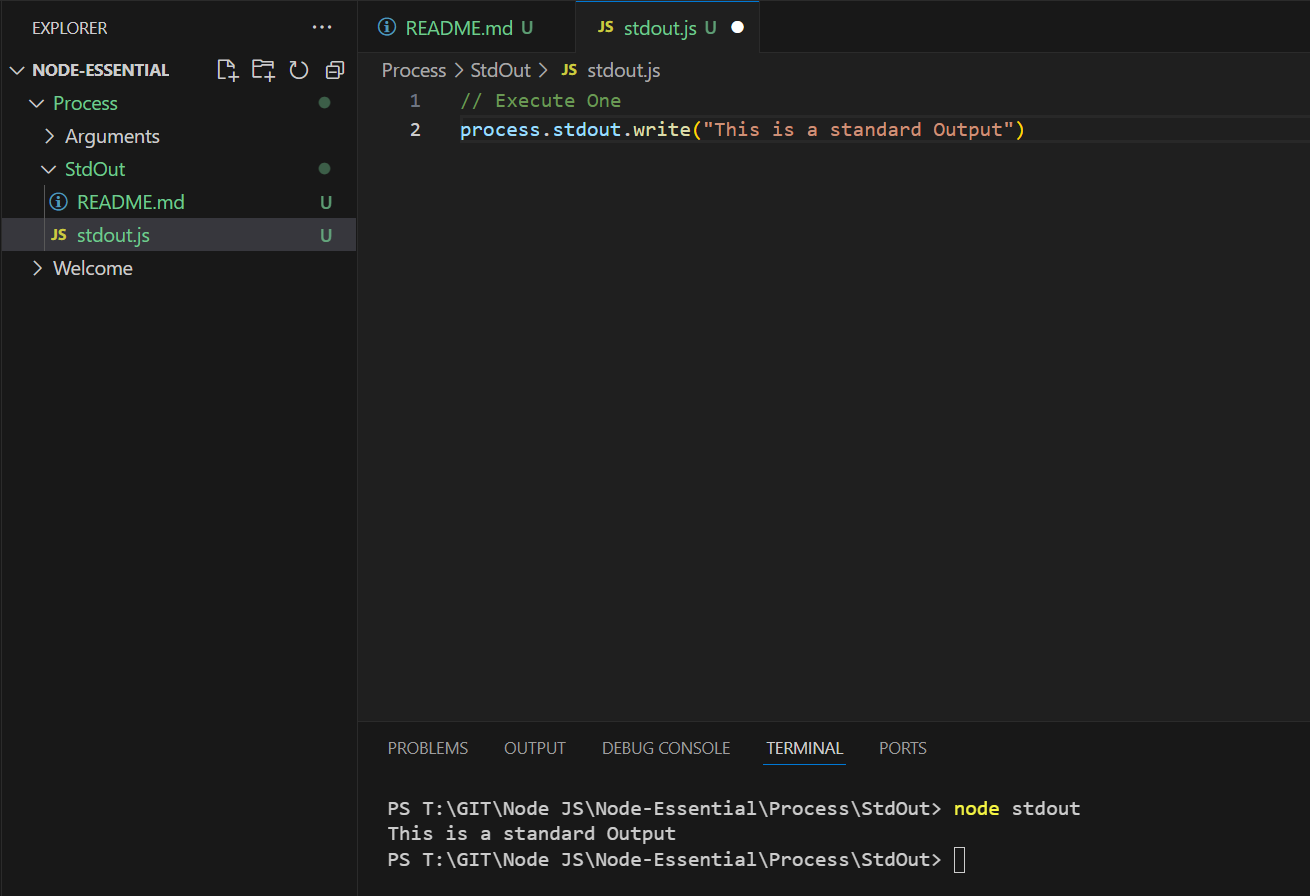 EXPLORER ...
NODE-ESSENTIAL
Process
Arguments
StdOut
README.md U
JS stdout.js U
Welcome
README.md U JS stdout.js U
Process > StdOut > JS stdout.js
1 // Execute One
2 process.stdout.write("This is a standard Output")
PROBLEMS OUTPUT DEBUG CONSOLE TERMINAL PORTS
PS T:\GIT\Node JS\Node-Essential\Process\StdOut> node stdout
This is a standard Output
PS T:\GIT\Node JS\Node-Essential\Process\StdOut>